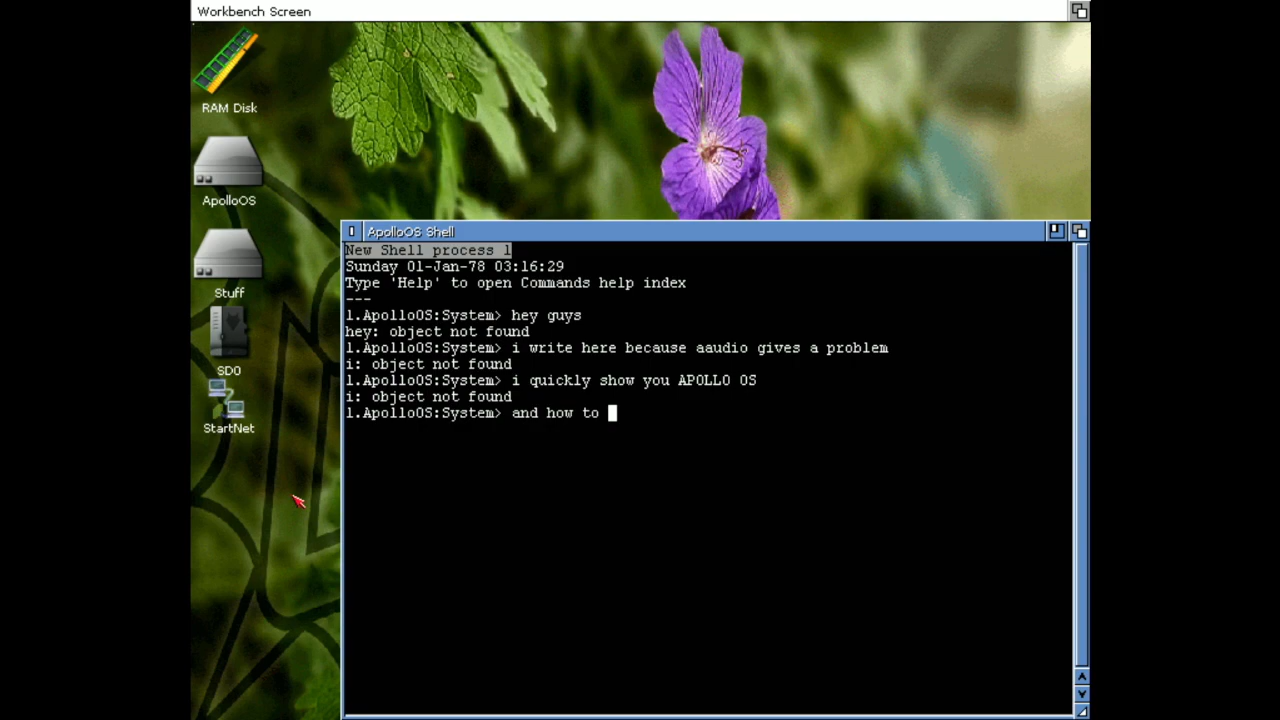 Workbench Screen
RAM Disk
ApolloOS
Stuff
SD0
StartNet
ApolloOS Shell
New Shell process 1
Sunday 01-Jan-78 03:16:29
Type 'Help' to open Commands help index
---
1.ApolloOS:System> hey guys
hey: object not found
1.ApolloOS:System> i write here because aaudio gives a problem
i: object not found
1.ApolloOS:System> i quickly show you APOLLO OS
i: object not found
1.ApolloOS:System> and how to